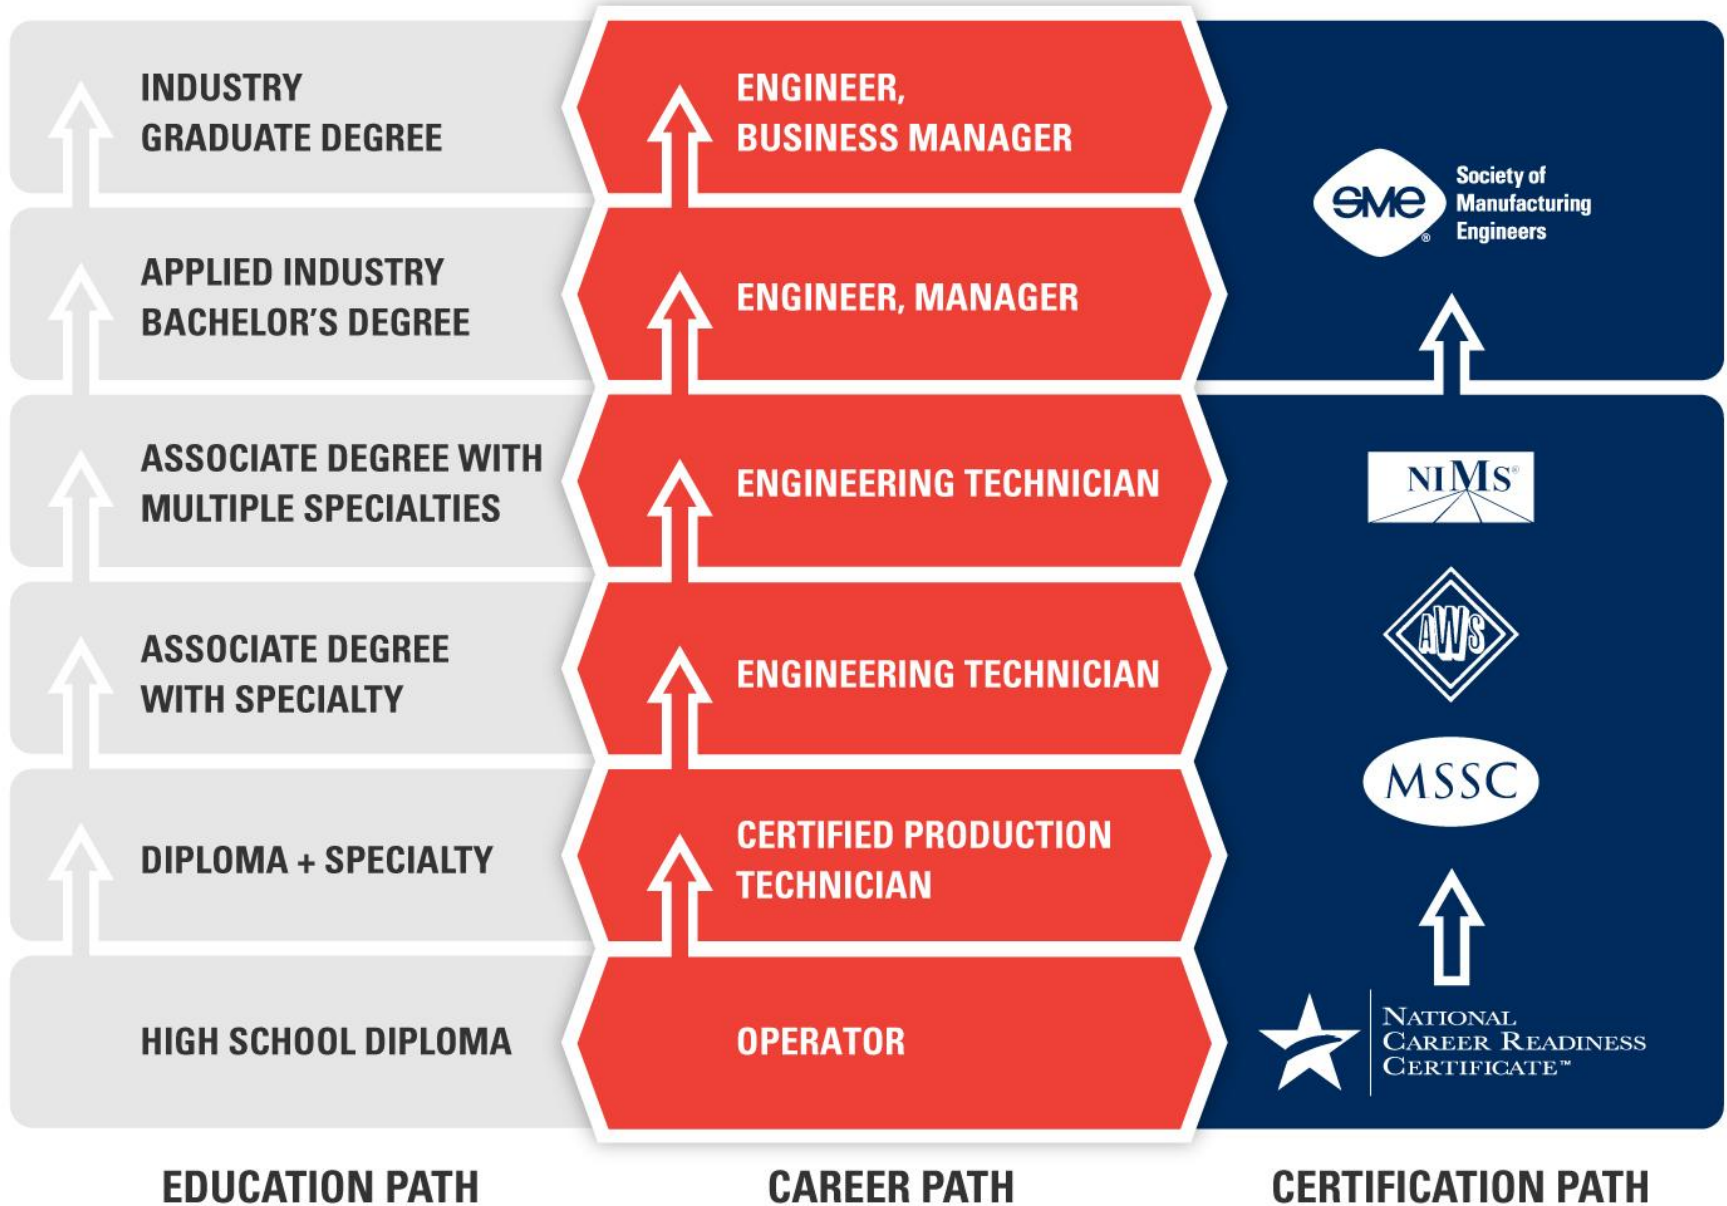 INDUSTRY
GRADUATE DEGREE
ENGINEER,
BUSINESS MANAGER
SME
®
Society of
Manufacturing
Engineers
APPLIED INDUSTRY
BACHELOR'S DEGREE
ENGINEER, MANAGER
ASSOCIATE DEGREE WITH
MULTIPLE SPECIALTIES
ENGINEERING TECHNICIAN
NIMS®
ASSOCIATE DEGREE
WITH SPECIALTY
ENGINEERING TECHNICIAN
AWS
MSSC
DIPLOMA + SPECIALTY
CERTIFIED PRODUCTION
TECHNICIAN
HIGH SCHOOL DIPLOMA
OPERATOR
NATIONAL
CAREER READINESS
CERTIFICATE™
EDUCATION PATH
CAREER PATH
CERTIFICATION PATH